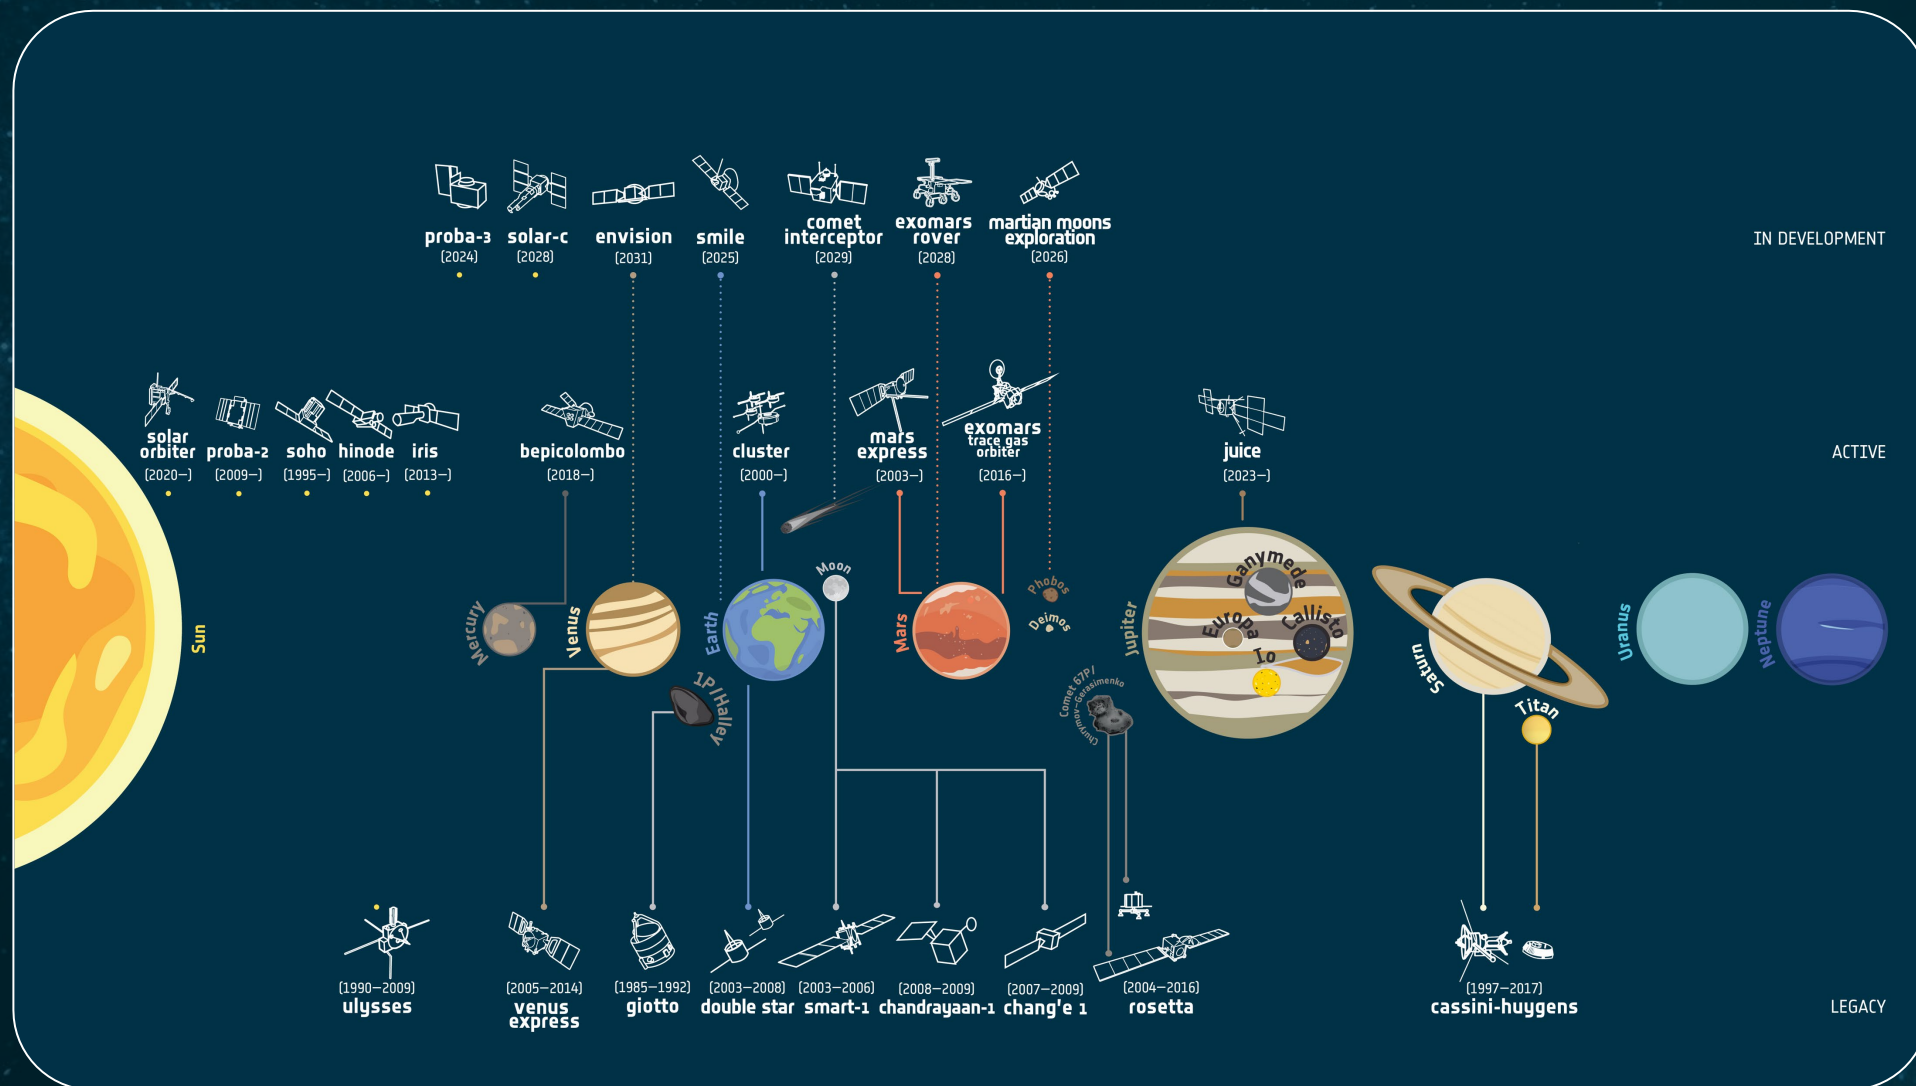 comet
exomars
martian moons
proba-3
solar-c
envision
smile
interceptor
rover
exploration
(2024)
(2028)
(2031)
(2025)
(2029)
(2028)
(2026)
IN DEVELOPMENT
solar
orbiter
proba-2
soho
hinode
iris
bepicolombo
cluster
mars
express
exomars
trace gas
orbiter
juice
ACTIVE
(2020–)
(2009–)
(1995–)
(2006–)
(2013–)
(2018–)
(2000–)
(2003–)
(2016–)
(2023–)
Sun
Mercury
Venus
Earth
Moon
Mars
Phobos
Deimos
Jupiter
Ganymede
Europa
Callisto
Io
Saturn
Titan
Uranus
Neptune
1P/Halley
Comet 67P/
Churyumov–Gerasimenko
(1990–2009)
ulysses
(2005–2014)
venus
express
(1985–1992)
giotto
(2003–2008)
double star
(2003–2006)
smart-1
(2008–2009)
chandrayaan-1
(2007–2009)
chang'e 1
(2004–2016)
rosetta
(1997–2017)
cassini-huygens
LEGACY